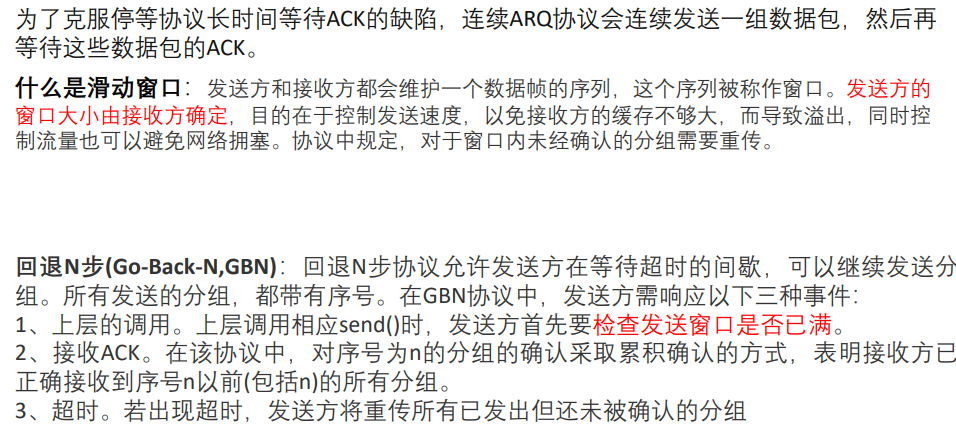 为了克服停等协议长时间等待ACK的缺陷，连续ARQ协议会连续发送一组数据包，然后再
等待这些数据包的ACK。
什么是滑动窗口：发送方和接收方都会维护一个数据帧的序列，这个序列被称作窗口。发送方的
窗口大小由接收方确定，目的在于控制发送速度，以免接收方的缓存不够大，而导致溢出，同时控
制流量也可以避免网络拥塞。协议中规定，对于窗口内未经确认的分组需要重传。
回退N步(Go-Back-N,GBN)：回退N步协议允许发送方在等待超时的间歇，可以继续发送分
组。所有发送的分组，都带有序号。在GBN协议中，发送方需响应以下三种事件：
1、上层的调用。上层调用相应send()时，发送方首先要检查发送窗口是否已满。
2、接收ACK。在该协议中，对序号为n的分组的确认采取累积确认的方式，表明接收方已
正确接收到序号n以前(包括n)的所有分组。
3、超时。若出现超时，发送方将重传所有已发出但还未被确认的分组